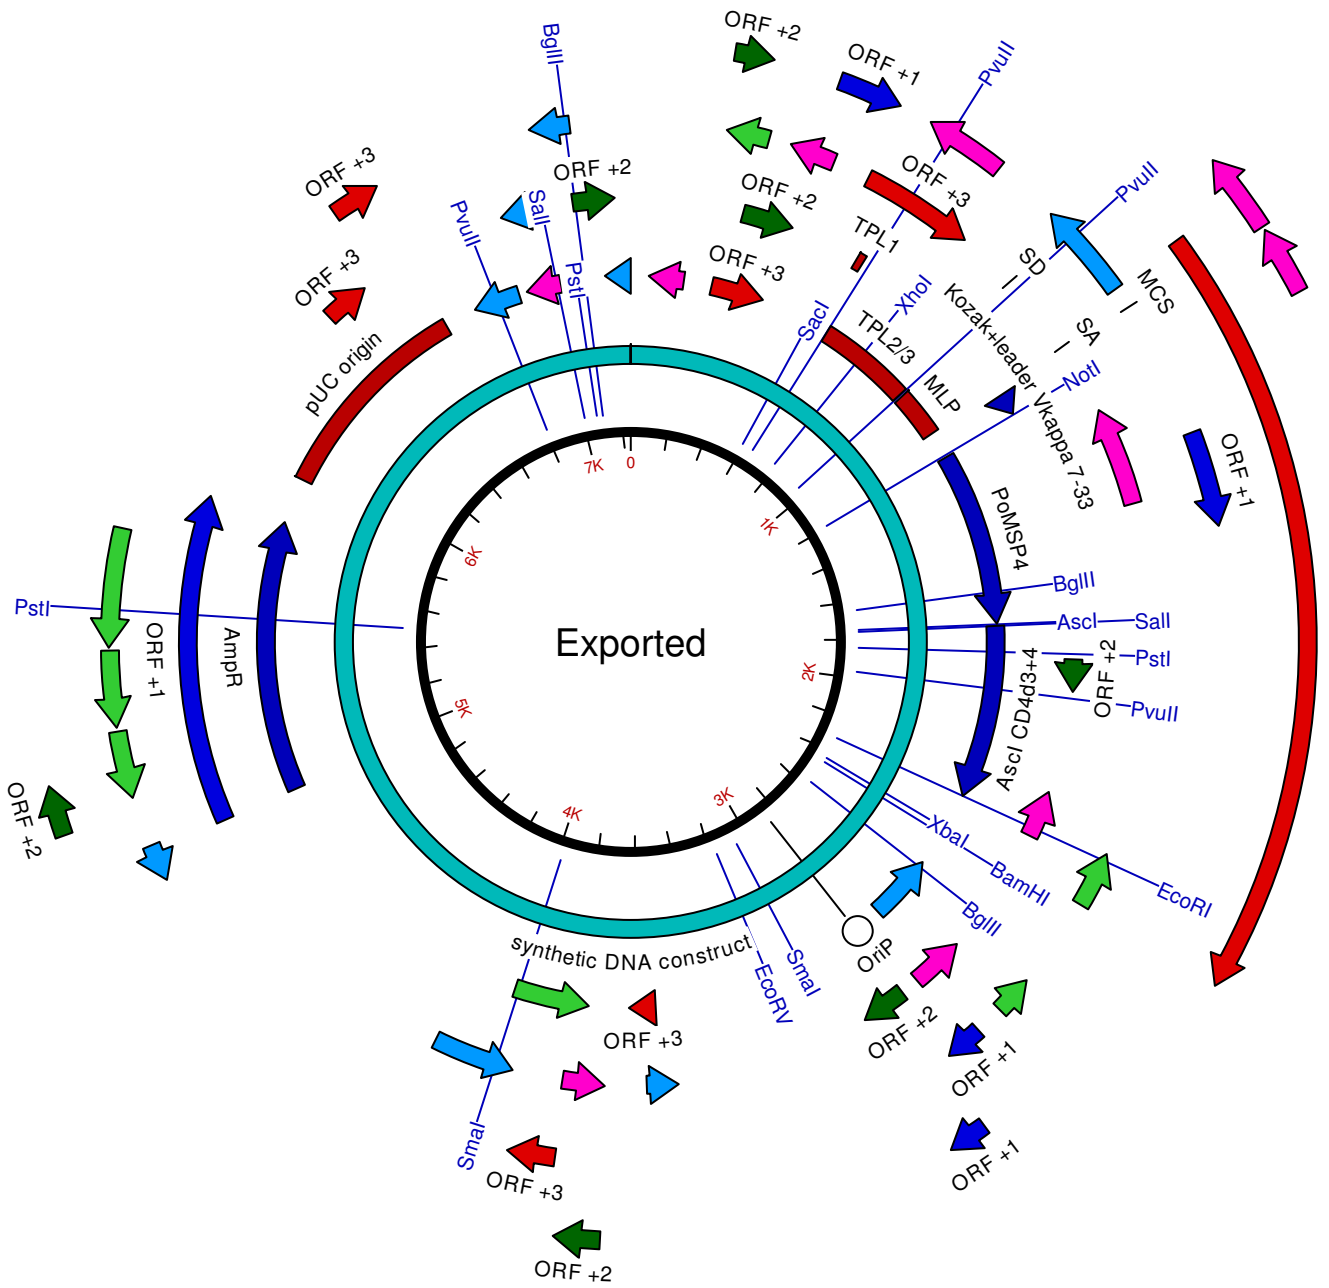 ORF +2
BglII
ORF +1
PvuII
ORF +3
ORF +2
ORF +3
PvuII
SalI
PvuII
ORF +2
TPL1
SD
MCS
ORF +3
PstI
ORF +3
SacI
XhoI
Kozak+leader Vkappa 7-33
SA
pUC origin
TPL2/3
MLP
NotI
7K
0
ORF +1
1K
PoMSP4
6K
BglII
PstI
ORF +1
AmpR
Exported
AscI
SalI
PstI
ORF +2
2K
AscI CD4d3+4
PvuII
5K
ORF +2
4K
3K
XbaI
BamHI
EcoRI
BglII
synthetic DNA construct
OriP
SmaI
EcoRV
ORF +3
ORF +2
ORF +1
SmaI
ORF +3
ORF +1
ORF +2